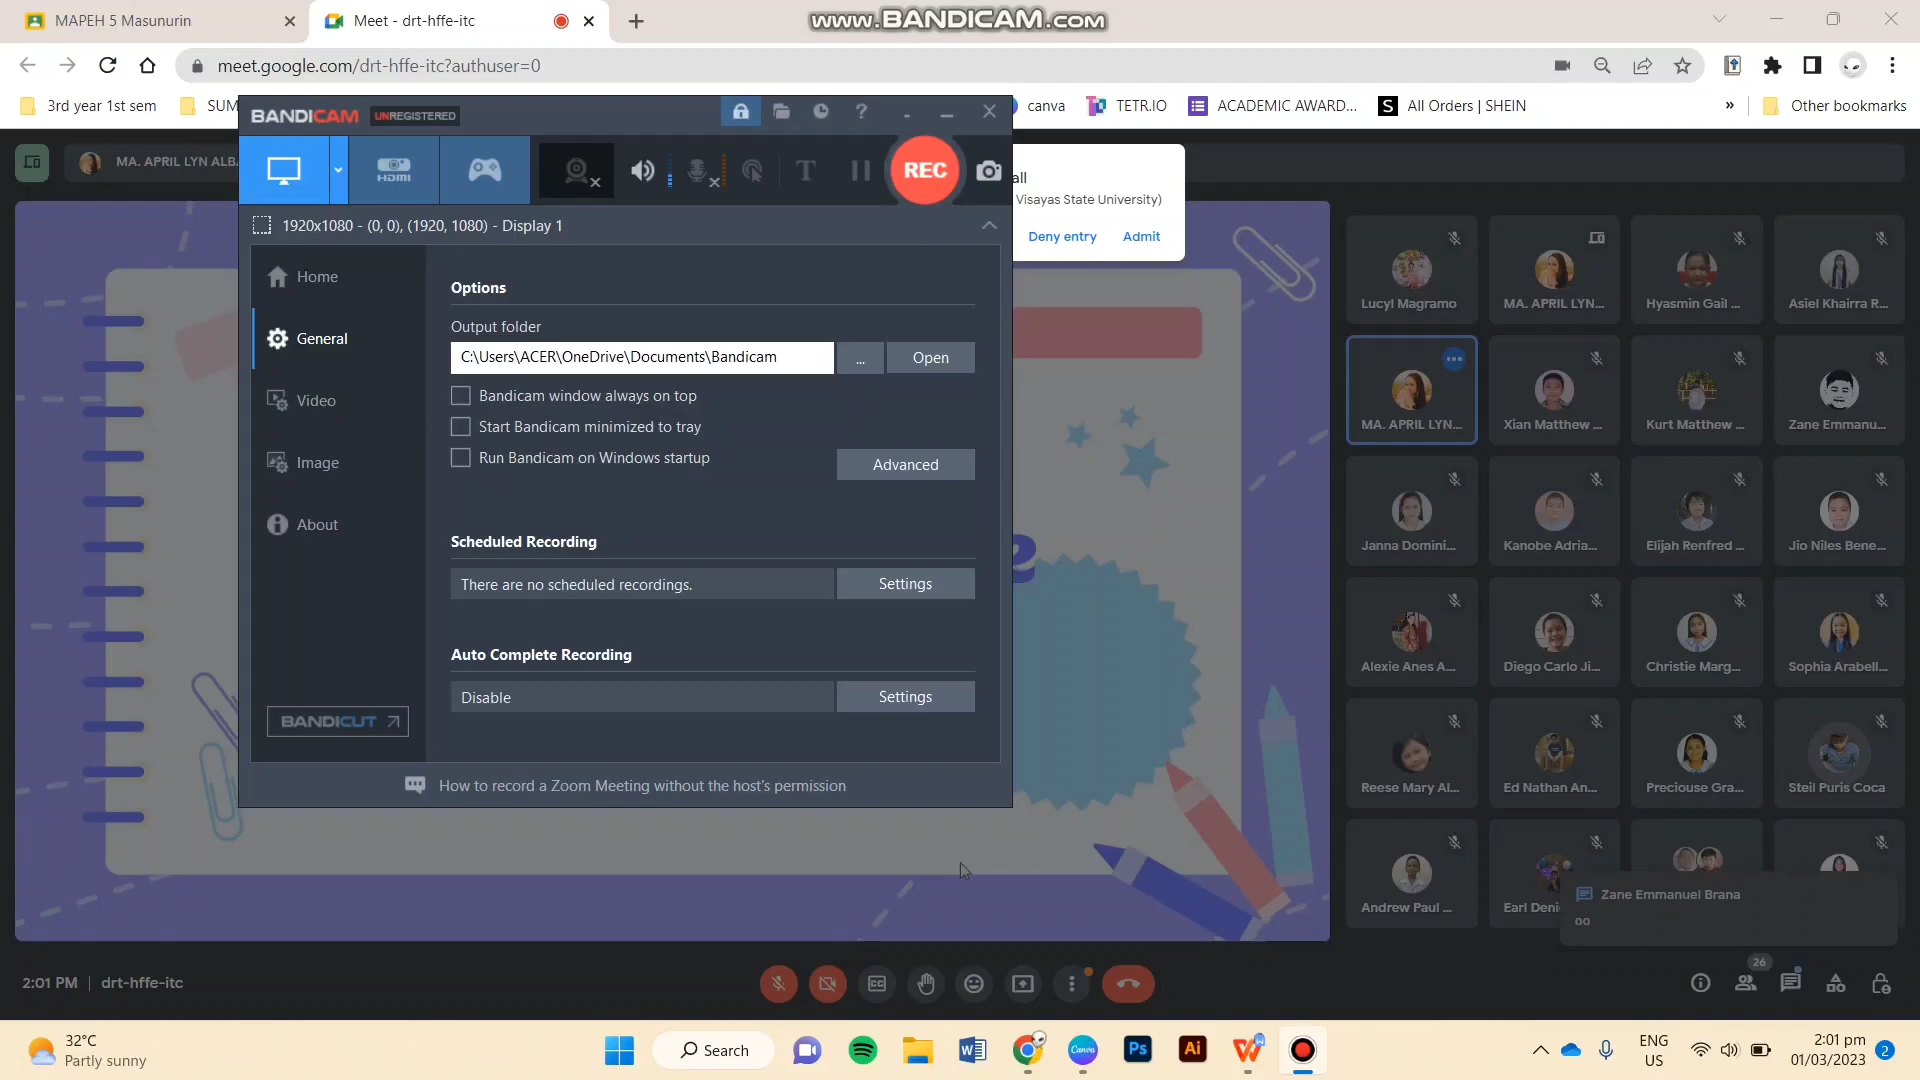 MAPEH 5 Masunurin
Meet - drt-hffe-itc
www.BANDICAM.com
meet.google.com/drt-hffe-itc?authuser=0
3rd year 1st sem
SUM
canva
TETR.IO
ACADEMIC AWARD...
S All Orders | SHEIN
»
Other bookmarks
BANDICAM UNREGISTERED
MA. APRIL LYN ALBA
HDMI
T
REC
all
Visayas State University)
Deny entry
Admit
1920x1080 - (0, 0), (1920, 1080) - Display 1
Home
General
Video
Image
About
BANDICUT
Options
Output folder
C:\Users\ACER\OneDrive\Documents\Bandicam
...
Open
Bandicam window always on top
Start Bandicam minimized to tray
Run Bandicam on Windows startup
Advanced
Scheduled Recording
There are no scheduled recordings.
Settings
Auto Complete Recording
Disable
Settings
How to record a Zoom Meeting without the host's permission
Lucyl Magramo
MA. APRIL LYN...
Hyasmin Gail ...
Asiel Khairra R...
MA. APRIL LYN...
Xian Matthew ...
Kurt Matthew ...
Zane Emmanu...
Janna Domini...
Kanobe Adria...
Elijah Renfred ...
Jio Niles Bene...
Alexie Anes A...
Diego Carlo Ji...
Christie Marg...
Sophia Arabell...
Reese Mary Al...
Ed Nathan An...
Preciouse Gra...
Steil Puris Coca
Andrew Paul ...
Earl Deni
Zane Emmanuel Brana
oo
2:01 PM | drt-hffe-itc
26
32°C
Partly sunny
Search
Canva
Ps
Ai
ENG
US
2:01 pm
01/03/2023
2